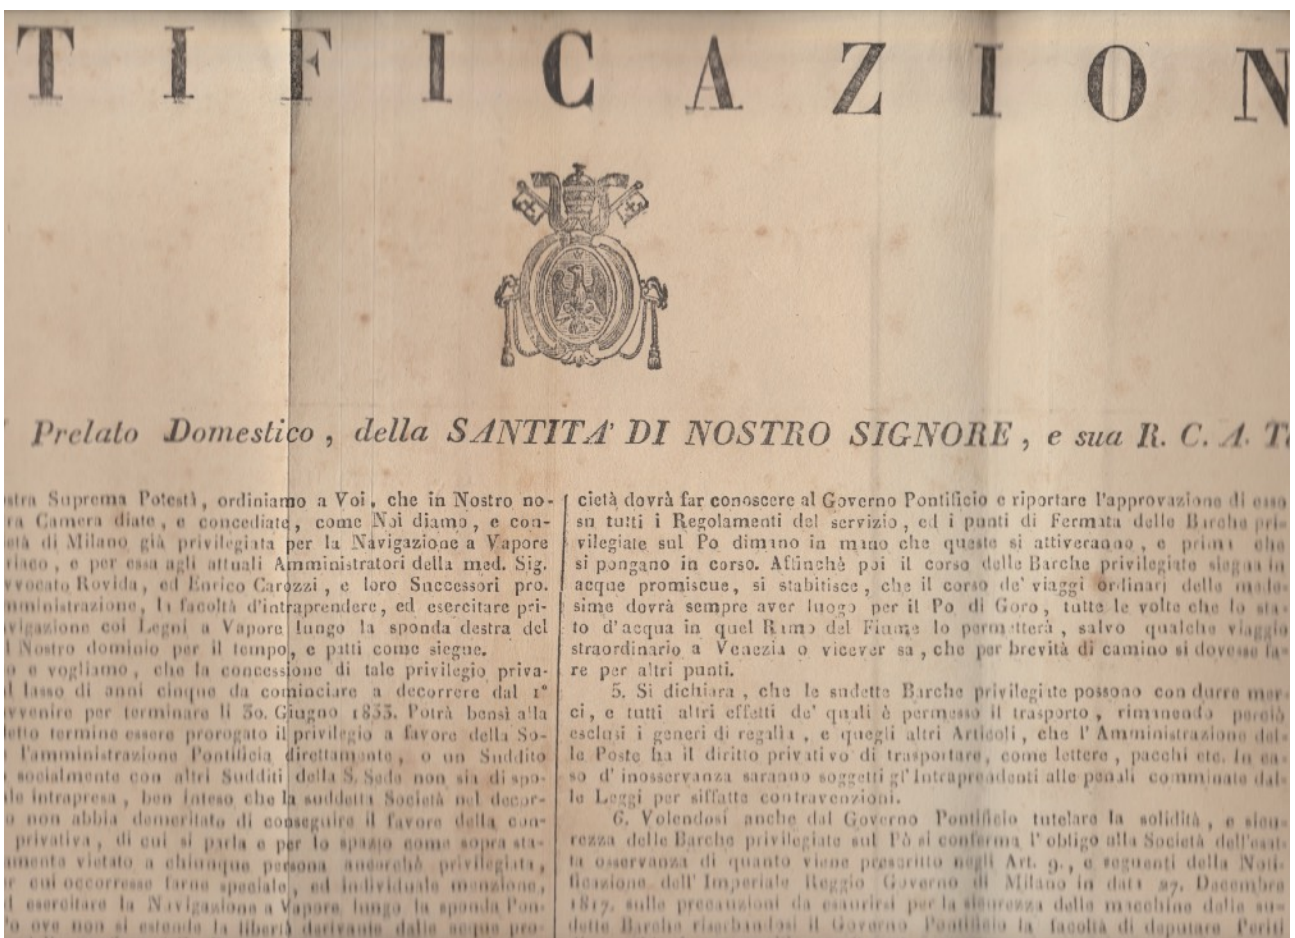 TIFICAZION
Prelato Domestico, della SANTITA' DI NOSTRO SIGNORE, e sua R. C. A.
stra Suprema Potestà, ordiniamo a Voi, che in Nostro no-
ra Camera diate, e concediate, come Noi diamo, e con-
età di Milano già privilegiata per la Navigazione a Vapore
riaco, e per essa agli attuali Amministratori della med. Sig.
vvocato Rovida, ed Enrico Carozzi, e loro Successori pro.
mministrazione, la facoltà d'intraprendere, ed esercitare pri-
vigazione coi Legni a Vapore lungo la sponda destra del
l Nostro dominio per il tempo, e patti come siegue.
o e vogliamo, che la concessione di tale privilegio priva-
l lasso di anni cinque da cominciare a decorrere dal 1°
vvenire per terminare li 30. Giugno 1833. Potrà bensì alla
detto termine essere prorogato il privilegio a favore della So-
l'amministrazione Pontificia direttamente, o un Suddito
socialmente con altri Sudditi della S. Sede non sia di spo-
le intrapresa, ben inteso che la suddetta Società nel decor-
o non abbia demeritato di conseguire il favore della con-
privativa, di cui si parla e per lo spazio come sopra sta-
amente vietato a chiunque persona ancorchè privilegiata,
r cui occorresse farne speciale, ed individuale menzione,
d esercitare la Navigazione a Vapore lungo la sponda Pon-
o ove non si estende la libertà derivante dalle acque pro-
cietà dovrà far conoscere al Governo Pontificio e riportare l'approvazione di esso
su tutti i Regolamenti del servizio, ed i punti di Fermata delle Barche pri-
vilegiate sul Po dimano in mano che queste si attiveranno, e prima che
si pongano in corso. Affinchè poi il corso delle Barche privilegiate siegua in
acque promiscue, si stabitisce, che il corso de' viaggi ordinarj della mede-
sime dovrà sempre aver luogo per il Po di Goro, tutte le volte che lo sta-
to d'acqua in quel Ramo del Fiume lo permetterà, salvo qualche viaggio
straordinario a Venezia o vicever sa, che per brevità di camino si dovesse fa-
re per altri punti.
5. Si dichiara, che le sudette Barche privilegiate possono condurre mer-
ci, e tutti altri effetti de' quali è permesso il trasporto, rimanendo perciò
esclusi i generi di regalia, e quegli altri Articoli, che l'Amministrazione del-
le Poste ha il diritto privativo di trasportare, come lettere, pacchi etc. In ca-
so d'inosservanza saranno soggetti gl'Intraprendenti alle penali comminate dal-
le Leggi per siffatte contravenzioni.
6. Volendosi anche dal Governo Pontificio tutelare la solidità, e sicu-
rezza delle Barche privilegiate sul Pò si conferma l'obligo alla Società dell'esat-
ta osservanza di quanto viene prescritto negli Art. 9., e seguenti della Noti-
ficazione dell'Imperiale Reggio Governo di Milano in data 27. Decembre
1817. sulle precauzioni da esaurirsi per la sicurezza delle macchine delle su-
dette Barche riserbandosi il Governo Pontificio la facoltà di deputare Periti